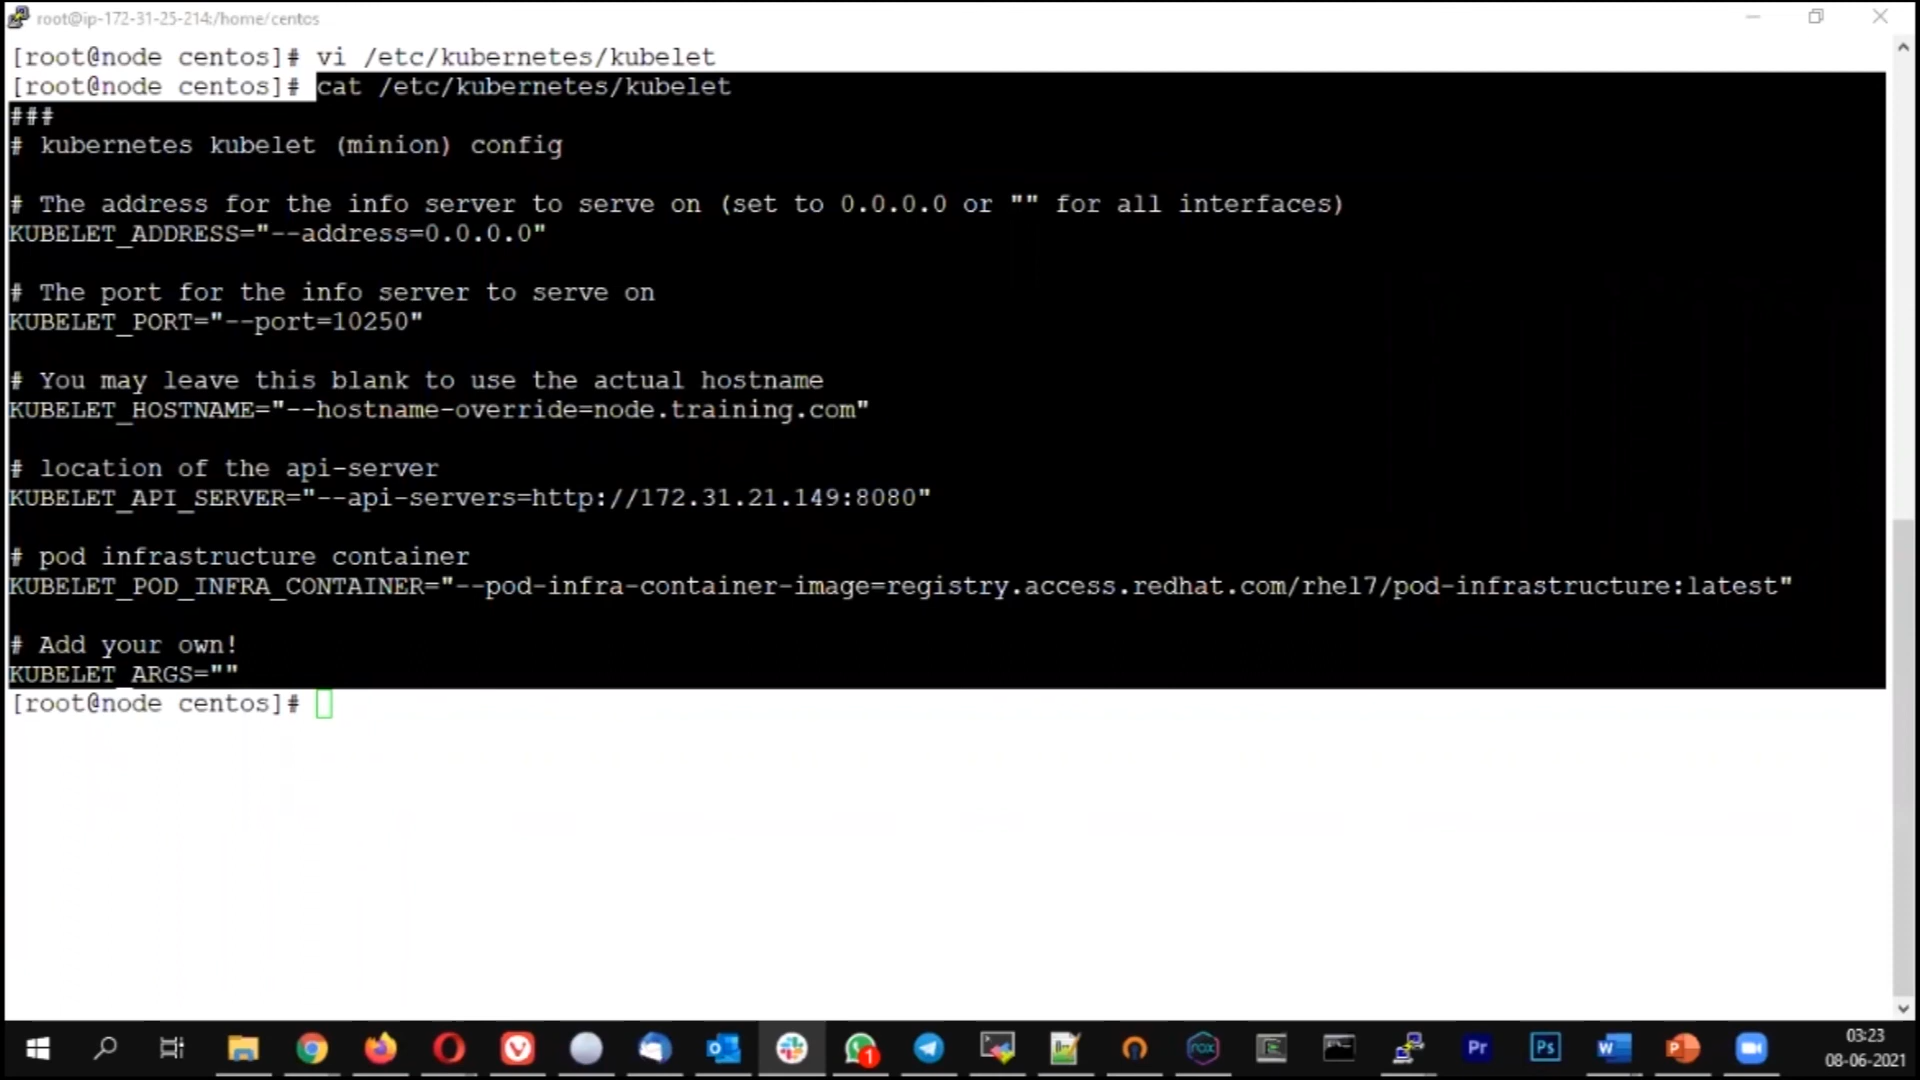 root@ip-172-31-25-214:/home/centos
[root@node centos]# vi /etc/kubernetes/kubelet
[root@node centos]# cat /etc/kubernetes/kubelet
###
# kubernetes kubelet (minion) config
# The address for the info server to serve on (set to 0.0.0.0 or "" for all interfaces)
KUBELET_ADDRESS="--address=0.0.0.0"
# The port for the info server to serve on
KUBELET_PORT="--port=10250"
# You may leave this blank to use the actual hostname
KUBELET_HOSTNAME="--hostname-override=node.training.com"
# location of the api-server
KUBELET_API_SERVER="--api-servers=http://172.31.21.149:8080"
# pod infrastructure container
KUBELET_POD_INFRA_CONTAINER="--pod-infra-container-image=registry.access.redhat.com/rhel7/pod-infrastructure:latest"
# Add your own!
KUBELET_ARGS=""
[root@node centos]#
1
nox
Pr
Ps
03:23
08-06-2021